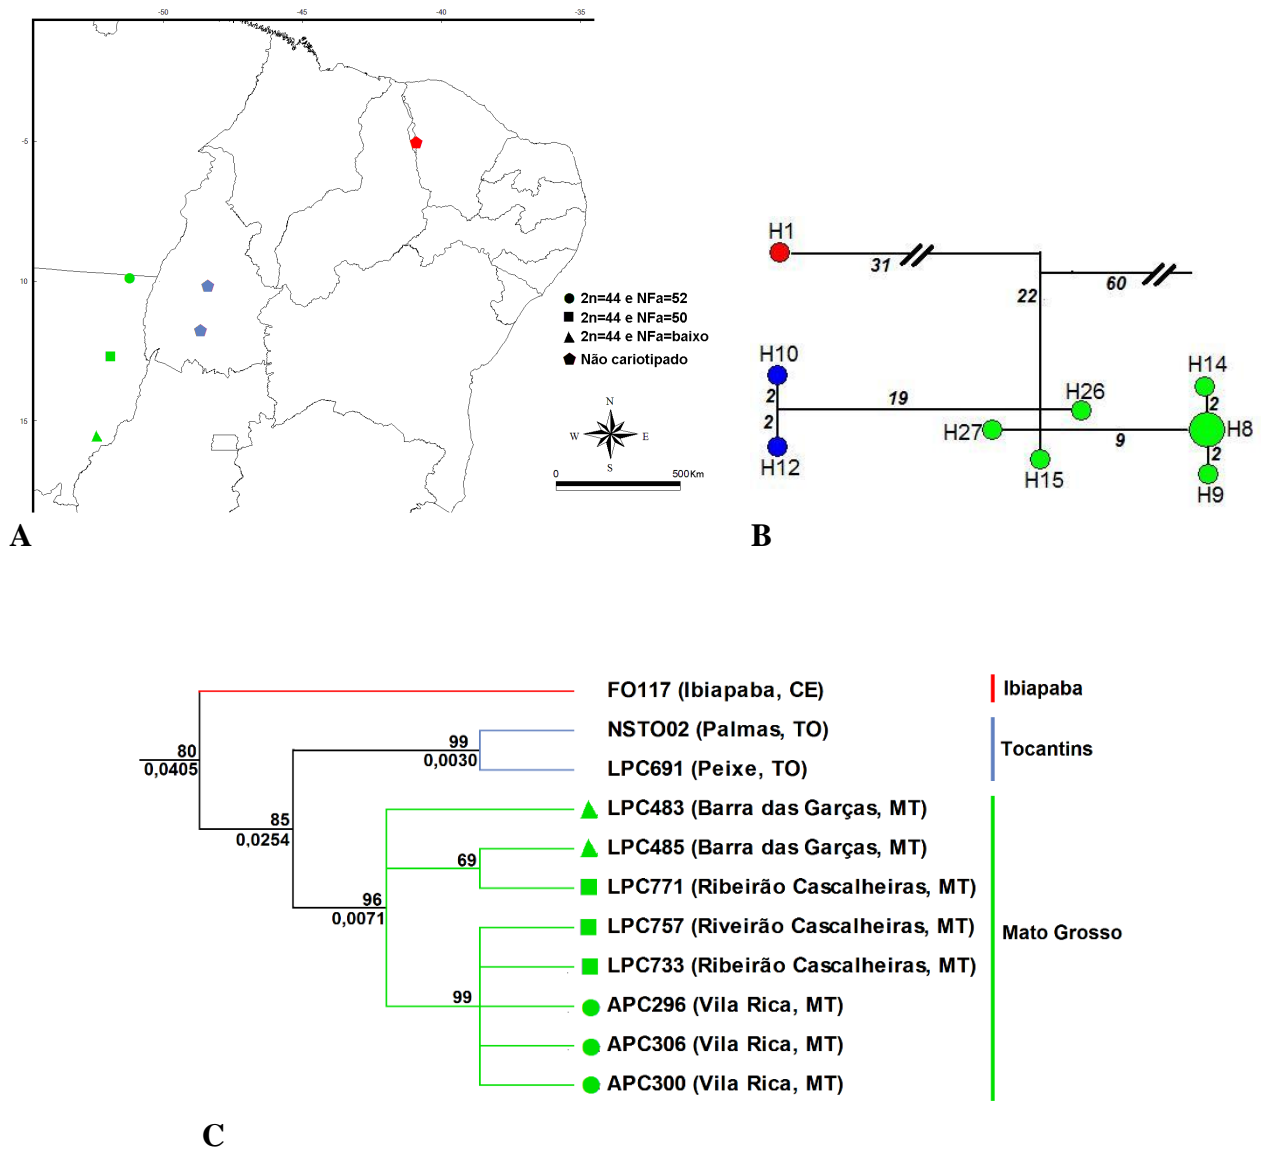 -50 -45 -40 -35
-5
10
15
2n=44 e NFa=52
2n=44 e NFa=50
2n=44 e NFa=baixo
Não cariotipado
N
W E
S
0 500Km
A
H1
31
60
22
H10
2
2
H12
19
H26
H27
H15
9
H14
2
H8
2
H9
B
FO117 (Ibiapaba, CE)
Ibiapaba
NSTO02 (Palmas, TO)
LPC691 (Peixe, TO)
Tocantins
80
0,0405
99
0,0030
85
0,0254
LPC483 (Barra das Garças, MT)
LPC485 (Barra das Garças, MT)
69
LPC771 (Ribeirão Cascalheiras, MT)
96
0,0071
LPC757 (Riveirão Cascalheiras, MT)
Mato Grosso
LPC733 (Ribeirão Cascalheiras, MT)
99
APC296 (Vila Rica, MT)
APC306 (Vila Rica, MT)
APC300 (Vila Rica, MT)
C